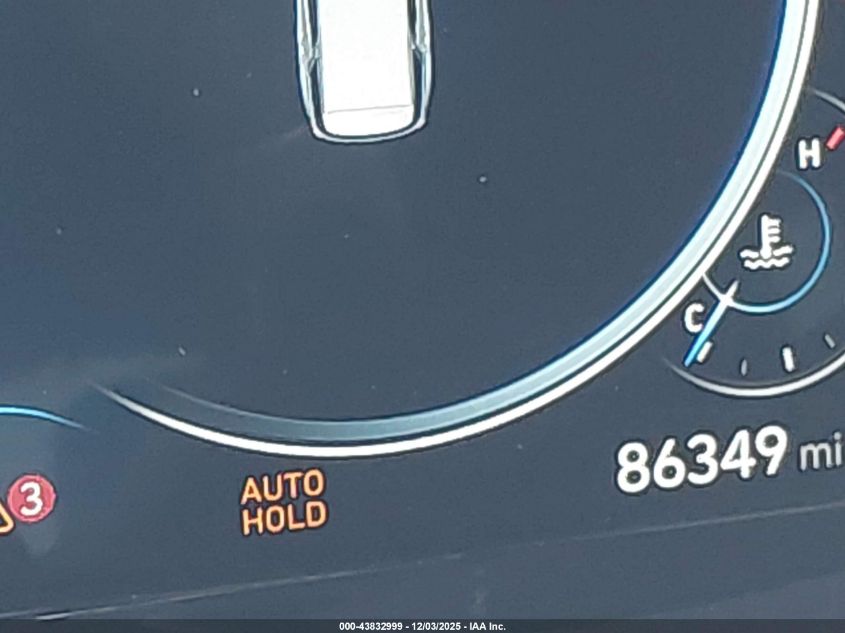 H
C
86349 mi
3
AUTO
HOLD
000-43832999 - 12/03/2025 - IAA Inc.